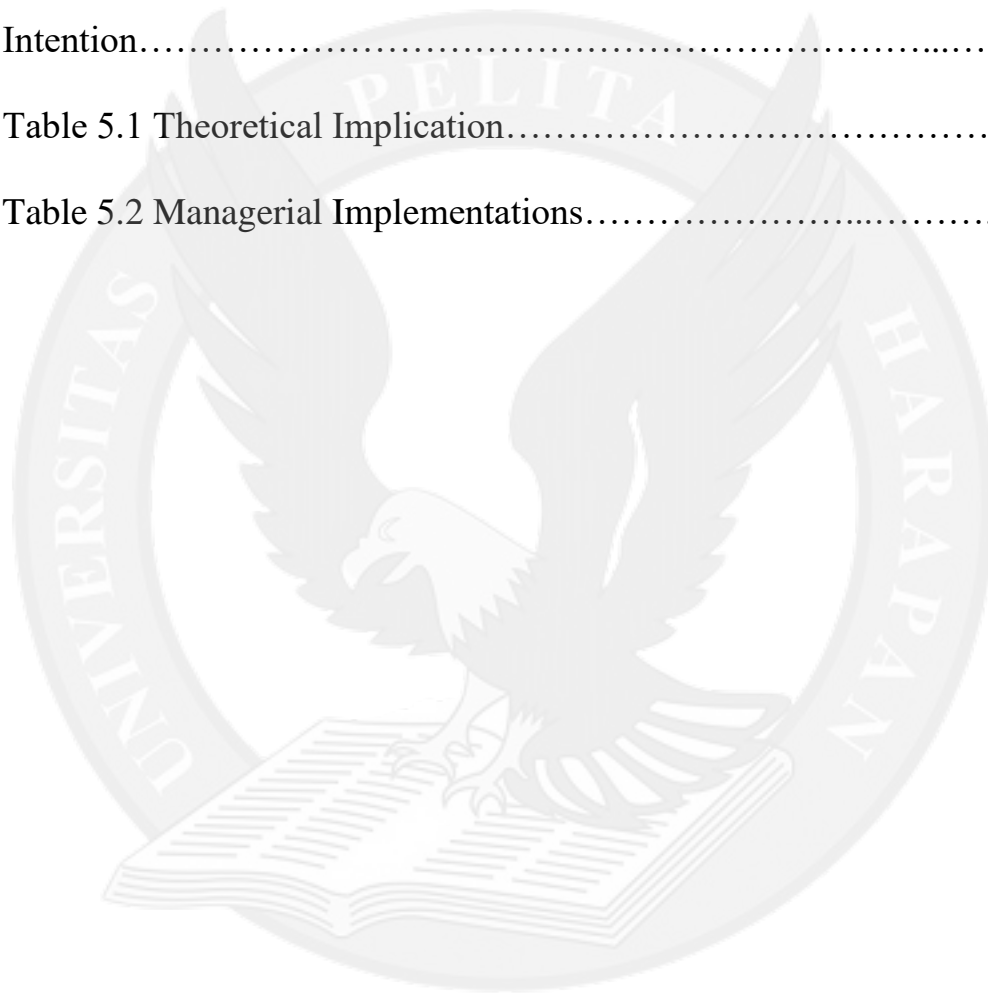 Intention…………………………………………………………...…
Table 5.1 Theoretical Implication…………………………………
Table 5.2 Managerial Implementations…………………...………
UNIVERSITAS PELITA HARAPAN